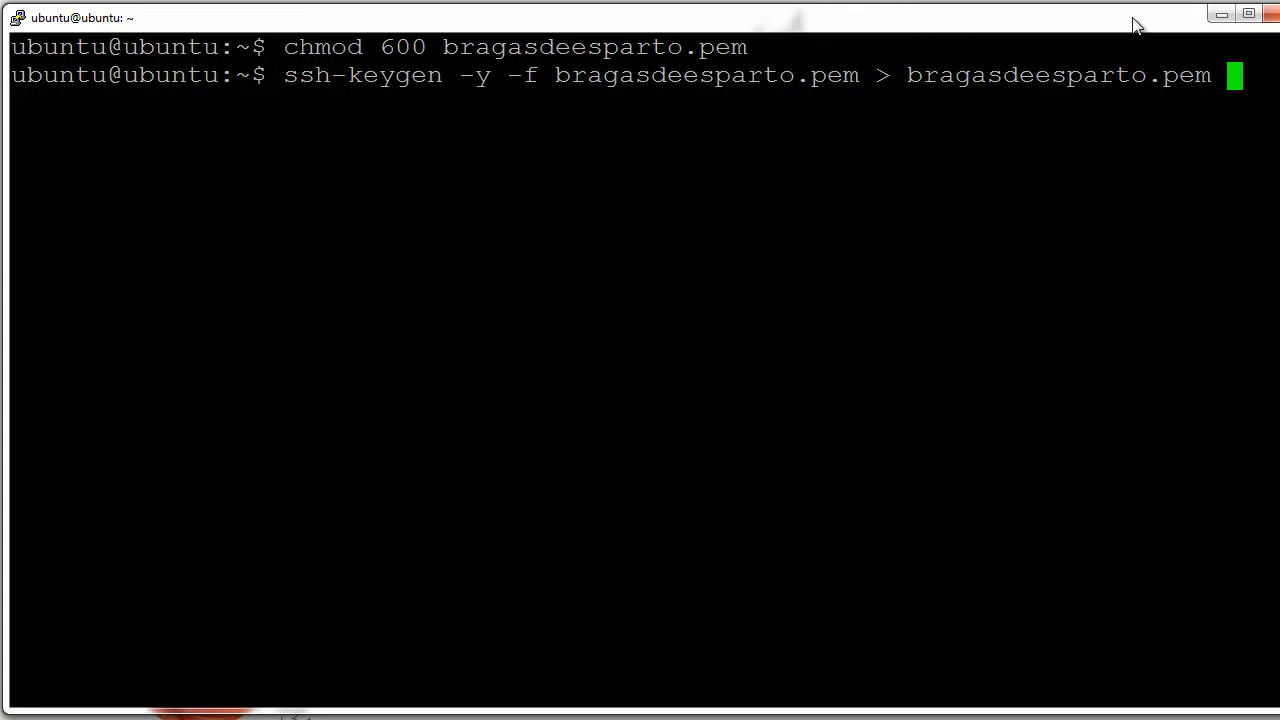 ubuntu@ubuntu: ~
ubuntu@ubuntu:~$ chmod 600 bragasdeesparto.pem
ubuntu@ubuntu:~$ ssh-keygen -y -f bragasdeesparto.pem > bragasdeesparto.pem